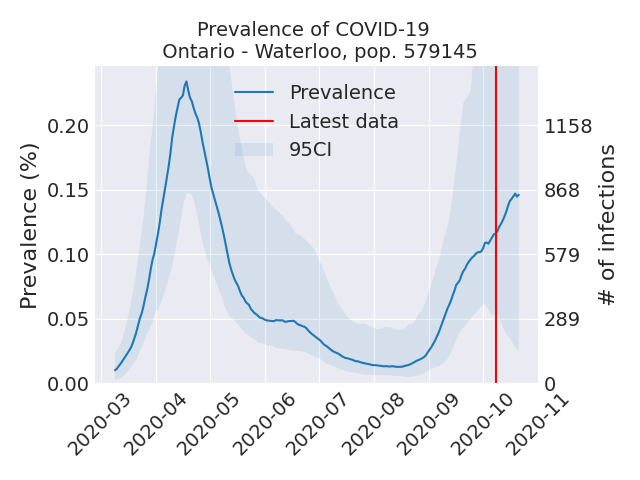 Prevalence of COVID-19
Ontario - Waterloo, pop. 579145
Prevalence
Latest data
95CI
Prevalence (%)
0.20
0.15
0.10
0.05
0.00
1158
868
579
289
0
# of infections
2020-03
2020-04
2020-05
2020-06
2020-07
2020-08
2020-09
2020-10
2020-11